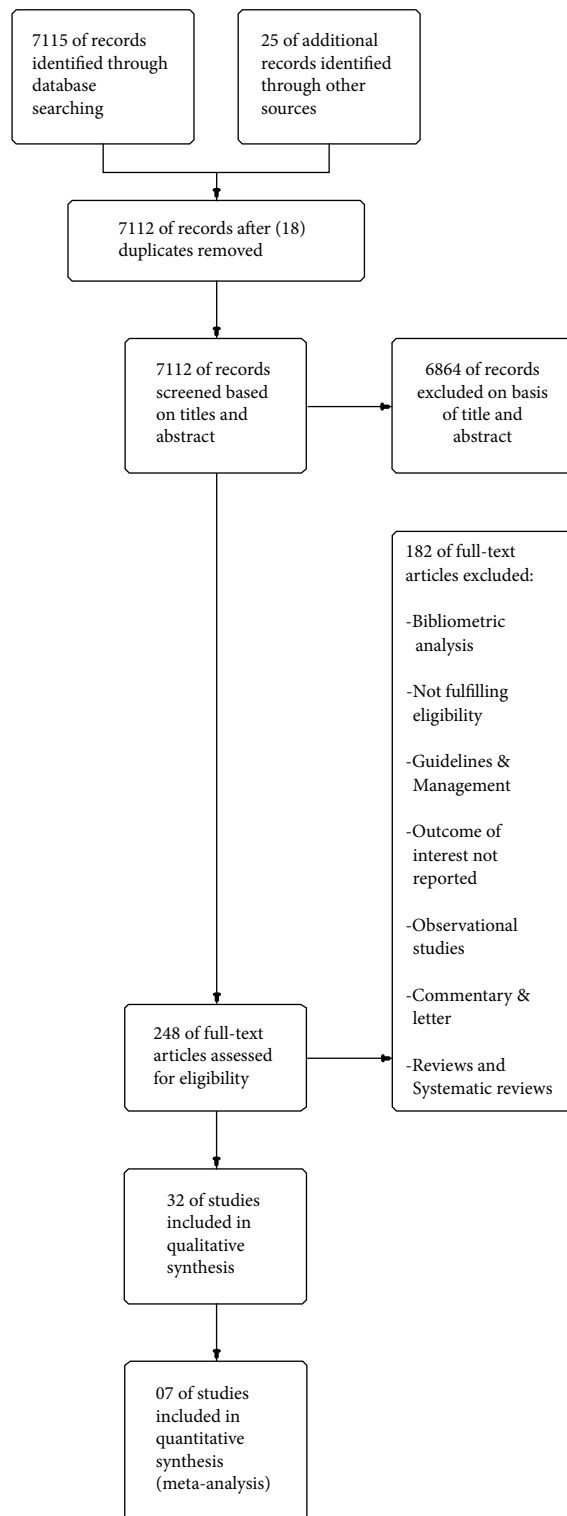 7115 of records
identified through
database
searching
25 of additional
records identified
through other
sources
7112 of records after (18)
duplicates removed
7112 of records
screened based
on titles and
abstract
6864 of records
excluded on basis
of title and
abstract
182 of full-text
articles excluded:
-Bibliometric
analysis
-Not fulfilling
eligibility
-Guidelines &
Management
-Outcome of
interest not
reported
-Observational
studies
-Commentary &
letter
-Reviews and
Systematic reviews
248 of full-text
articles assessed
for eligibility
32 of studies
included in
qualitative
synthesis
07 of studies
included in
quantitative
synthesis
(meta-analysis)